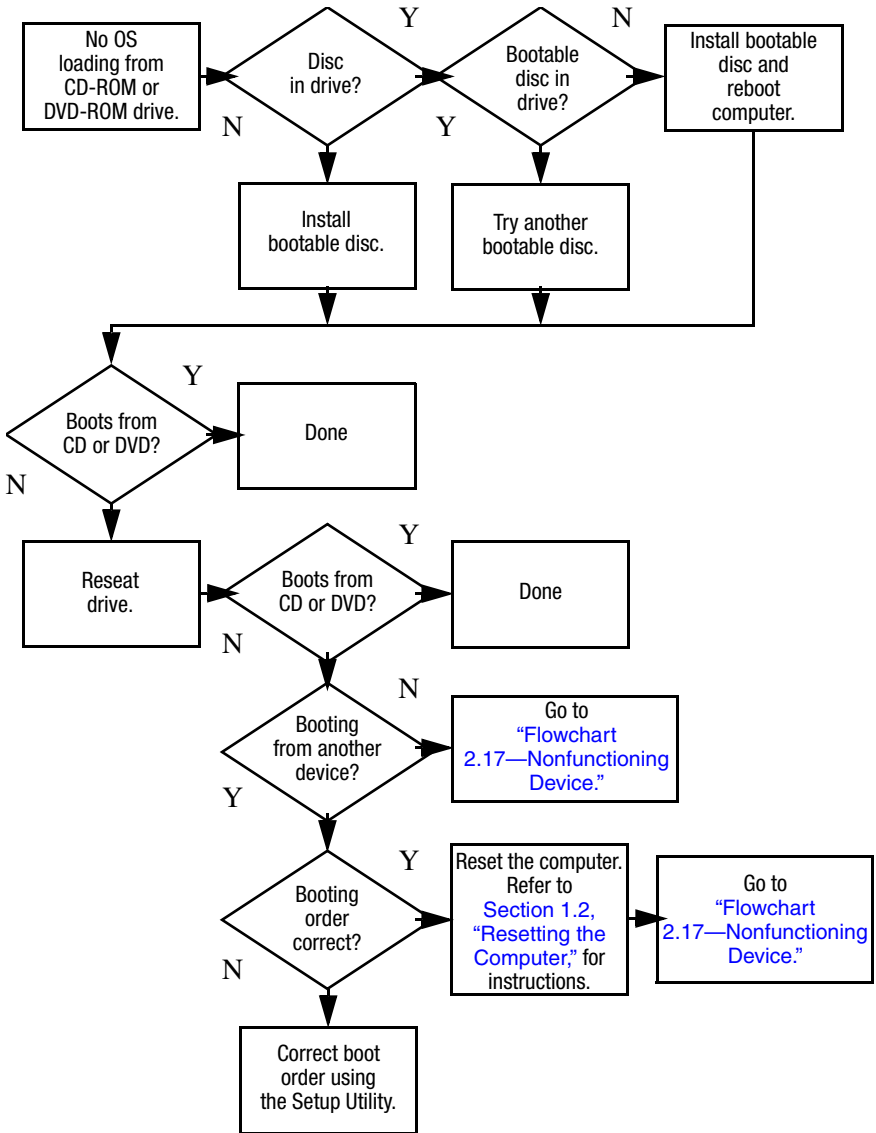 No OS
loading from
CD-ROM or
DVD-ROM drive.
Disc
in drive?
Y
N
Bootable
disc in
drive?
N
Y
Install bootable
disc and
reboot
computer.
Install
bootable disc.
Try another
bootable disc.
Boots from
CD or DVD?
Y
N
Done
Reseat
drive.
Boots from
CD or DVD?
Y
N
Done
Booting
from another
device?
N
Y
Go to
“Flowchart
2.17—Nonfunctioning
Device.”
Booting
order
correct?
Y
N
Reset the computer.
Refer to
Section 1.2,
“Resetting the
Computer,” for
instructions.
Go to
“Flowchart
2.17—Nonfunctioning
Device.”
Correct boot
order using
the Setup Utility.